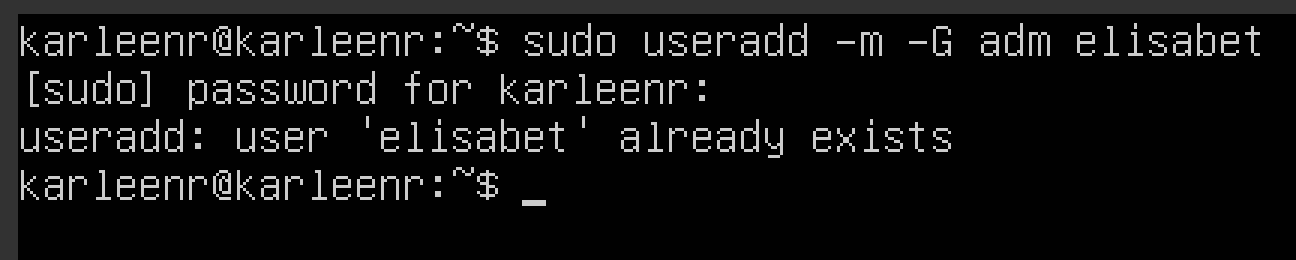 karleenr@karleenr:~$ sudo useradd -m -G adm elisabet
[sudo] password for karleenr:
useradd: user 'elisabet' already exists
karleenr@karleenr:~$ _